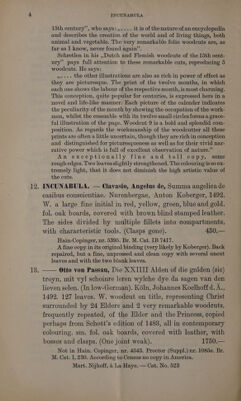 4 INCUNABULA
15th century", who says: „.... it is of the nature of an encyclopedia
and describes the creation of the world and of living things, both
animal and vegetable. The very remarkable folio woodcuts are, as
far as I know, never found again".
Schretlen in his „Dutch and Flemish woodcuts of the 15th cent-
ury" pays full attention to these remarkable cuts, reproducing 5
woodcuts. He says:
„.... the other illustrations are also as rich in power of effect as
they are picturesque. The print of the twelve months, in which
each one shows the labour of the respective month, is most charming.
This conception, quite popular for centuries, is expressed here in a
novel and life-like manner: Each picture of the calender indicates
the peculiarity of the month by showing the occupation of the work-
man, whilst the ensemble with its twelve small circles forms a grace-
ful illustration of the page. Woodcut 9 is a bold and splendid com-
position. As regards the workmanship of the woodcutter all these
prints are often a little uncertain, though they are rich in conception
and distinguished for picturesqueness as well as for their vivid nar-
rative power which is full of excellent observation of nature."
An exceptionally fine and tall copy, some
rough edges. Two leaves slightly strengthened. The colouring is so ex-
tremely light, that it does not diminish the high artistic value of
the cuts.
12. INCUNABULA. — Clavasio, Angelus de, Summa angelica de
casibus conscientiae. Nurembergae, Anton Koberger, 1492.
W. a large fine initial in red, yellow, green, blue and gold.
fol. oak boards, covered with brown blind stamped leather.
The sides divided by multiple fillets into compartments,
with characteristic tools. (Clasps gone). 450.—
Hain-Copinger, nr. 5395. Br. M. Cat. IB 7417.
A fine copy in its original binding (very likely by Koberger). Back
repaired, but a fine, unpressed and clean copy with several uncut
leaves and with the two blank leaves.
13. —— Otto von Passau, Die XXIIII Alden of die gulden (sic)
troyn, mit vyl schoinre leren wylche dye da sagen van den
lieven selen. (In low-German). Köln, Johannes Koelhoff d. À.,
1492. 127 leaves. W. woodcut on title, representing Christ
surrounded by 24 Elders and 2 very remarkable woodcuts,
frequently repeated, of the Elder and the Princess, copied
perhaps from Schott's edition of 1483, all in contemporary
colouring. sm. fol. oak boards, covered with leather, with
bosses and clasps. (One joint weak). 1750.—
Not in Hain. Copinger, nr. 4543. Proctor (Suppl.) nr. 1085a. Br.
M. Cat. I, 230. According to Census no copy in America.
Mart. Nijhoff, à La Haye. — Cat. No. 523